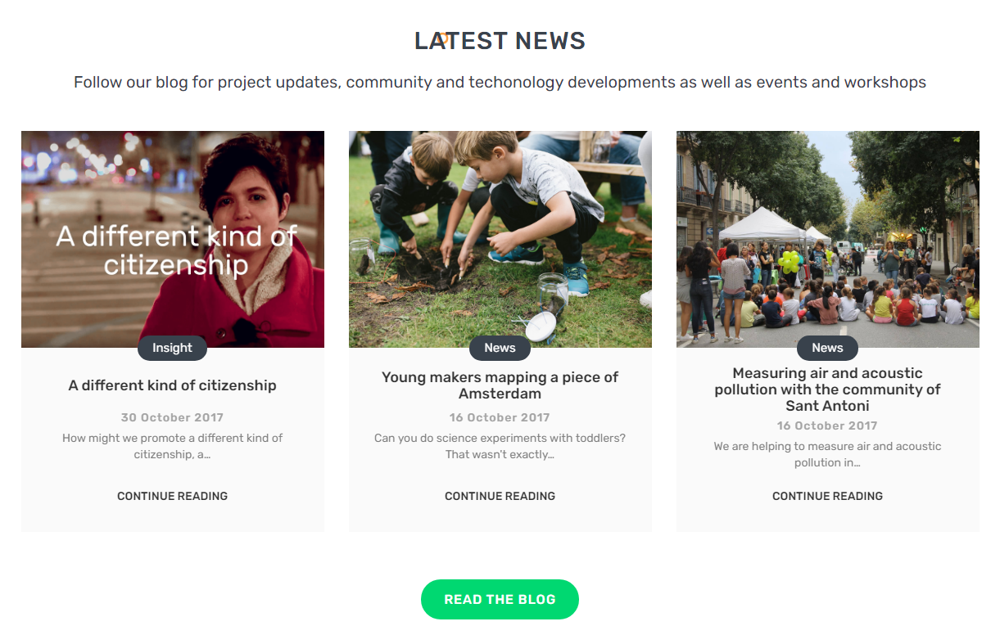 LATEST NEWS
Follow our blog for project updates, community and techonology developments as well as events and workshops
A different kind of
citizenship
Insight
A different kind of citizenship
30 October 2017
How might we promote a different kind of
citizenship, a…
CONTINUE READING
News
Young makers mapping a piece of
Amsterdam
16 October 2017
Can you do science experiments with toddlers?
That wasn't exactly…
CONTINUE READING
News
Measuring air and acoustic
pollution with the community of
Sant Antoni
16 October 2017
We are helping to measure air and acoustic
pollution in…
CONTINUE READING
READ THE BLOG